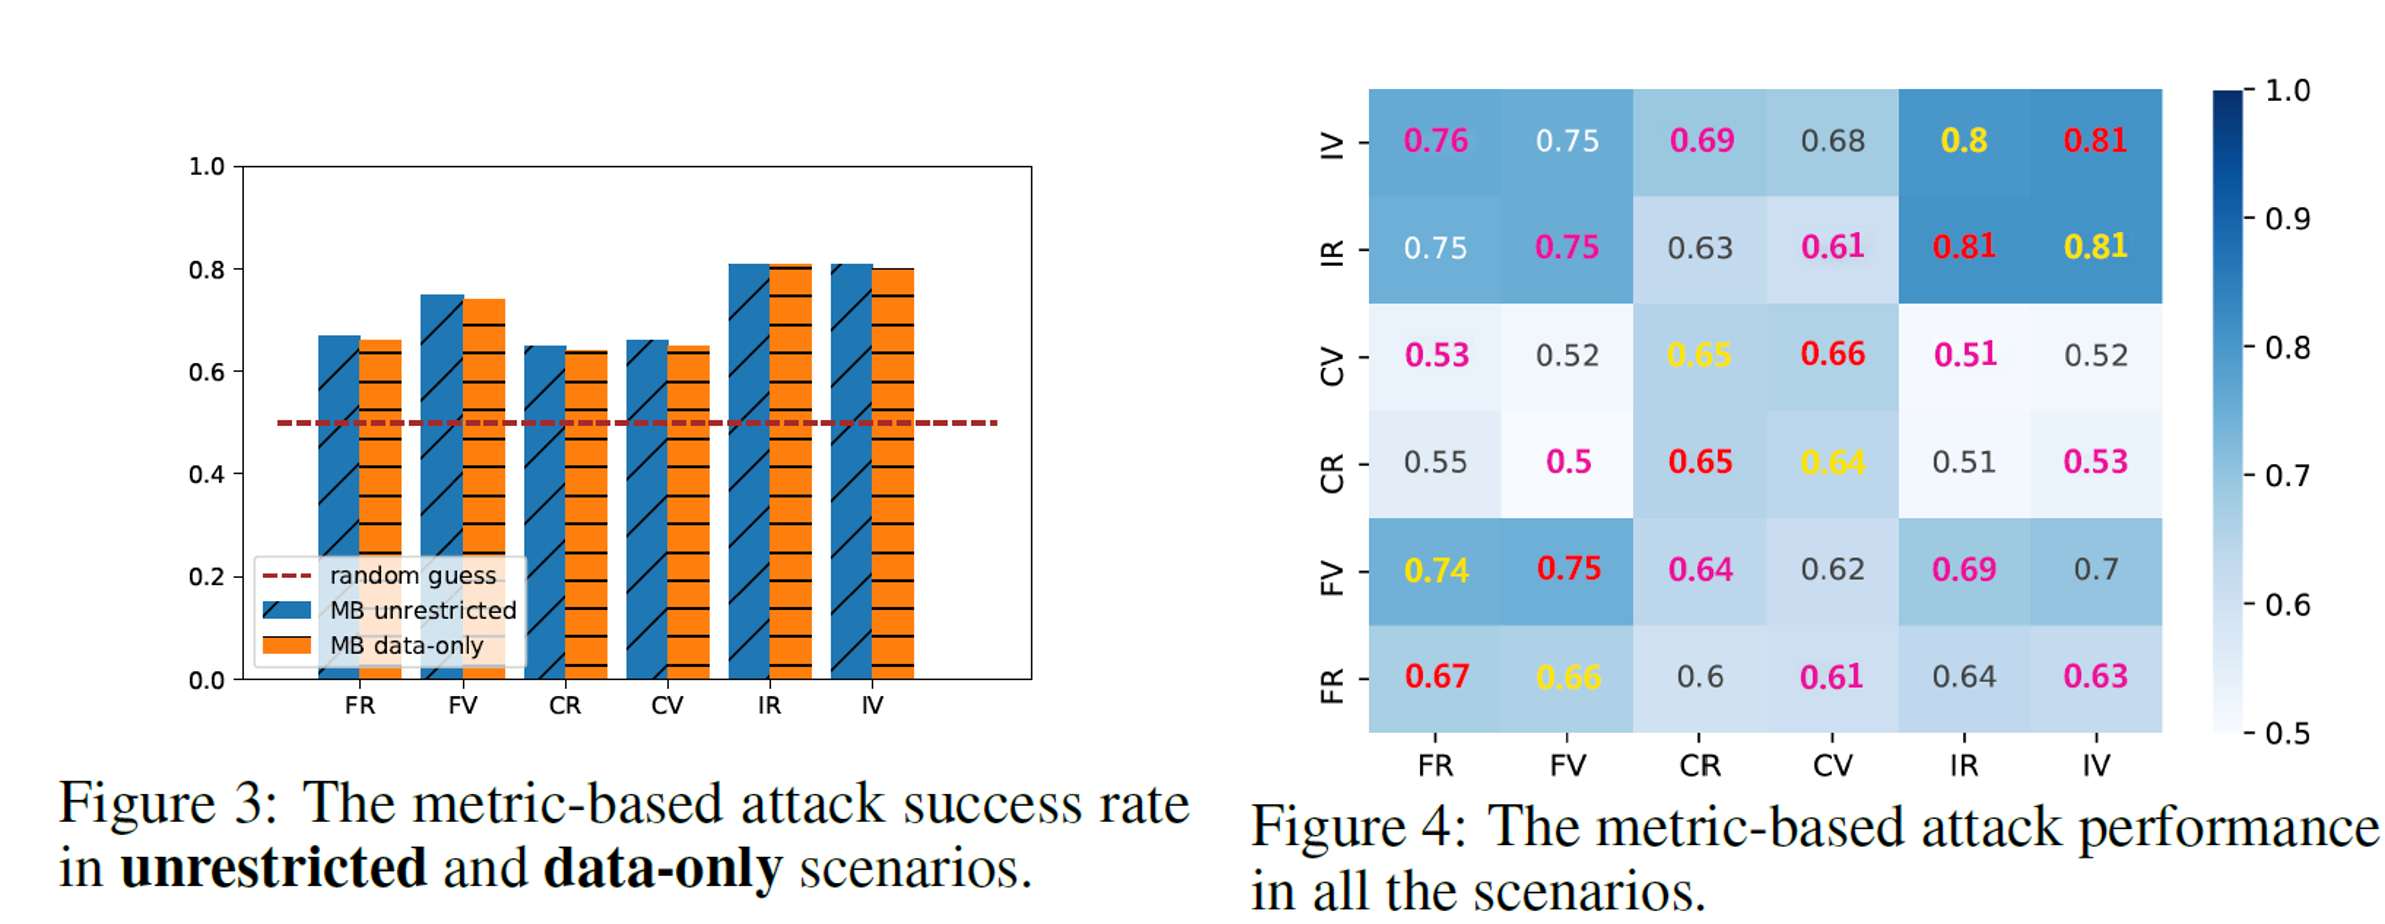 1.0
0.8
0.6
0.4
0.2
0.0
random guess
MB unrestricted
MB data-only
FR FV CR CV IR IV
Figure 3: The metric-based attack success rate
in unrestricted and data-only scenarios.
IV 0.76 0.75 0.69 0.68 0.8 0.81
IR 0.75 0.75 0.63 0.61 0.81 0.81
CV 0.53 0.52 0.65 0.66 0.51 0.52
CR 0.55 0.5 0.65 0.64 0.51 0.53
FV 0.74 0.75 0.64 0.62 0.69 0.7
FR 0.67 0.66 0.6 0.61 0.64 0.63
FR FV CR CV IR IV
1.0
0.9
0.8
0.7
0.6
0.5
Figure 4: The metric-based attack performance
in all the scenarios.